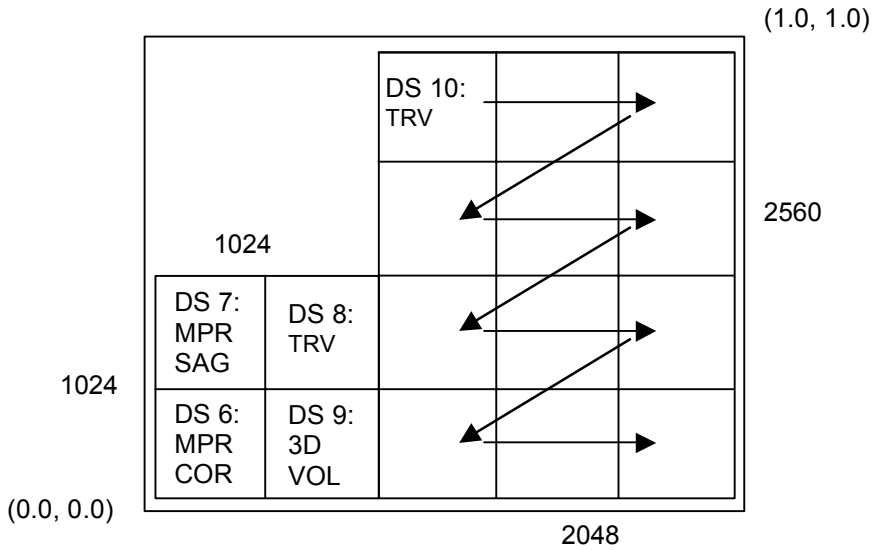 (1.0, 1.0)
DS 10:
TRV
2560
1024
DS 7:
MPR
SAG
DS 8:
TRV
1024
DS 6:
MPR
COR
DS 9:
3D
VOL
(0.0, 0.0)
2048